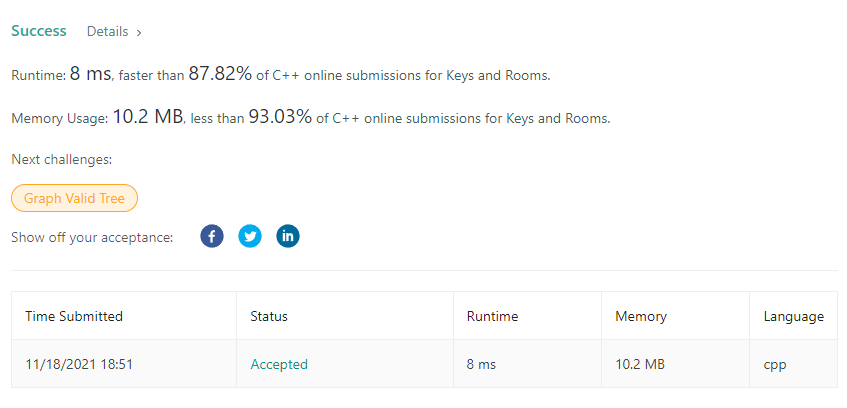 Success Details >
Runtime: 8 ms, faster than 87.82% of C++ online submissions for Keys and Rooms.
Memory Usage: 10.2 MB, less than 93.03% of C++ online submissions for Keys and Rooms.
Next challenges:
Graph Valid Tree
Show off your acceptance: f in
Time Submitted Status Runtime Memory Language
11/18/2021 18:51 Accepted 8 ms 10.2 MB cpp